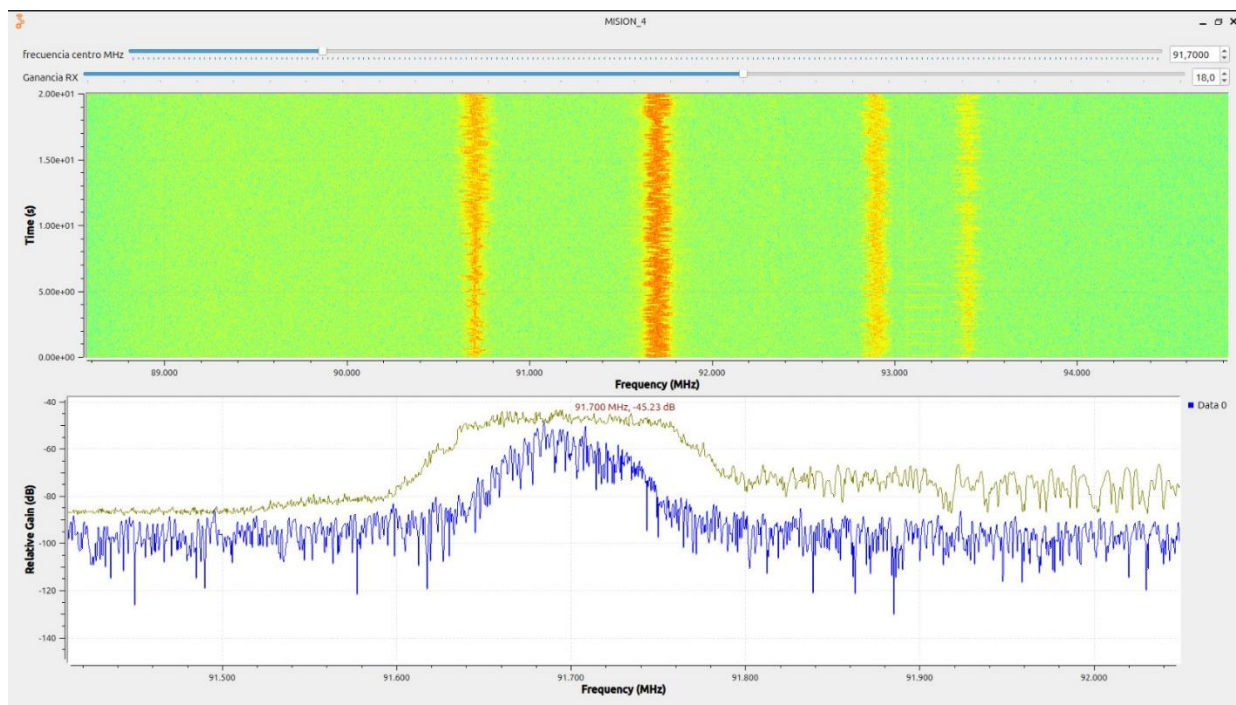 MISION_4
frecuencia centro MHz 91,7000
Ganancia RX 18,0
2.00e+01
1.50e+01
1.00e+01
5.00e+00
0.00e+00
Time (s)
89.000 90.000 91.000 92.000 93.000 94.000
Frequency (MHz)
-40
-60
-80
-100
-120
-140
Relative Gain (dB)
91.700 MHz, -45.23 dB
Data 0
91.500 91.600 91.700 91.800 91.900 92.000
Frequency (MHz)